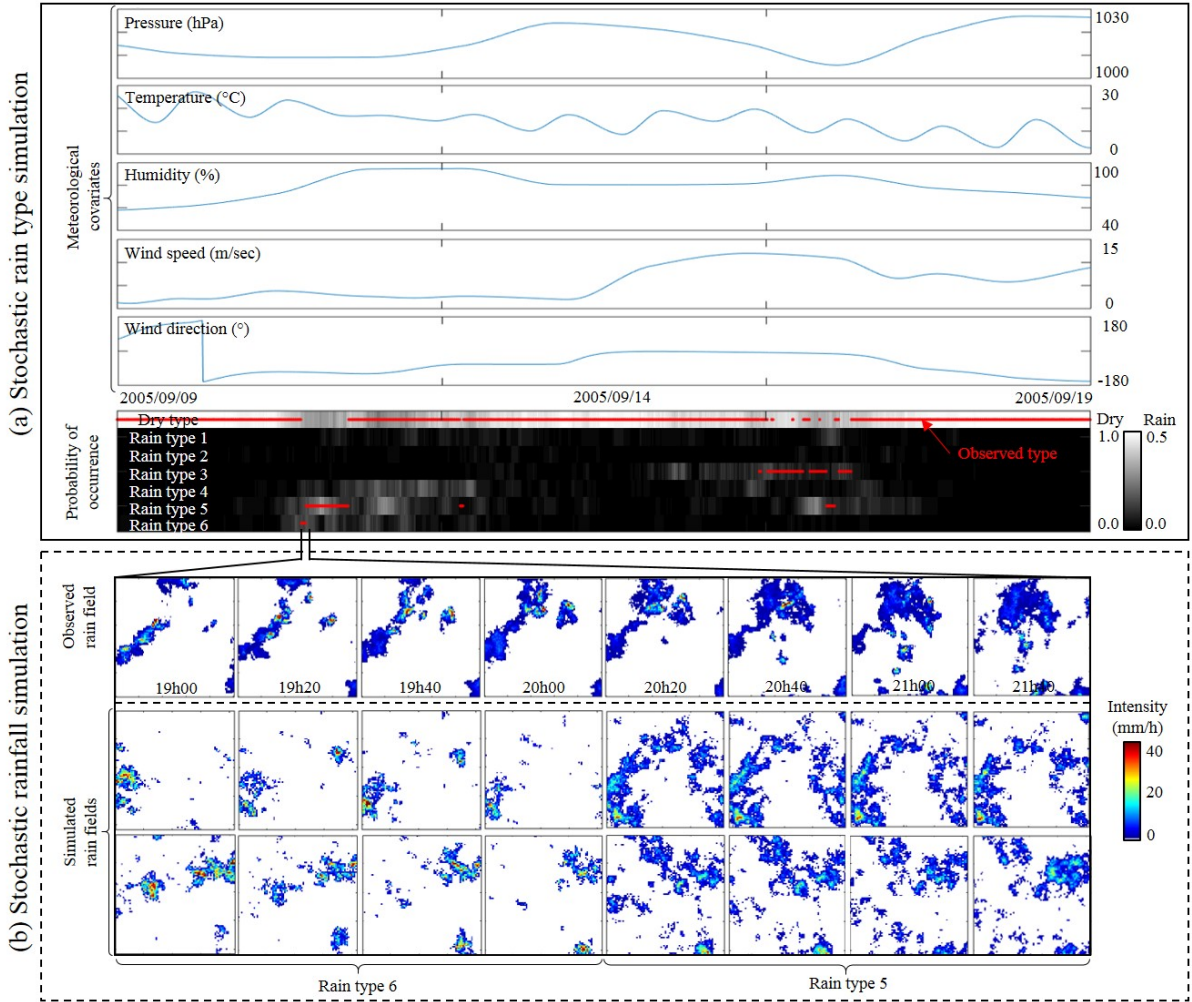 (a) Stochastic rain type simulation
Meteorological
covariates
Pressure (hPa)
1030
1000
Temperature (°C)
30
0
Humidity (%)
100
40
Wind speed (m/sec)
15
0
Wind direction (°)
180
-180
2005/09/09
2005/09/14
2005/09/19
Probability of
occurrence
Dry type
Rain type 1
Rain type 2
Rain type 3
Rain type 4
Rain type 5
Rain type 6
Observed type
Dry Rain
1.0 0.5
0.0 0.0
(b) Stochastic rainfall simulation
Observed
rain field
19h00 19h20 19h40 20h00 20h20 20h40 21h00
Simulated
rain fields
Intensity
(mm/h)
40
20
0
Rain type 6
Rain type 5